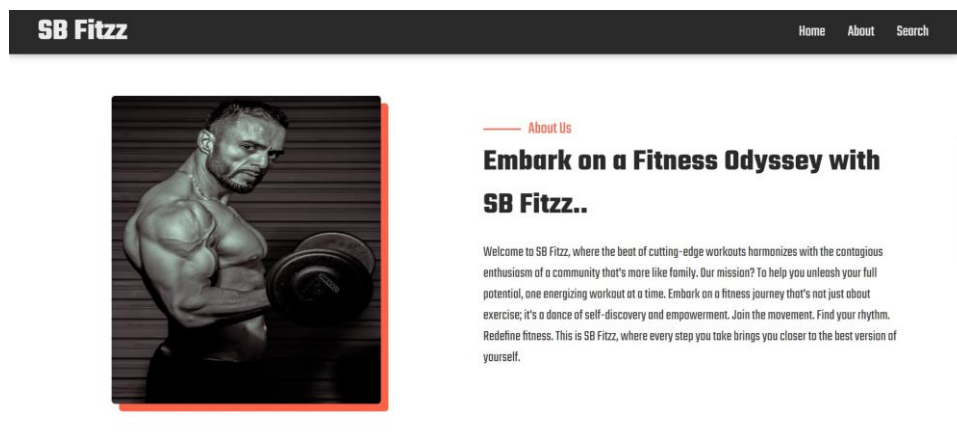 SB Fitzz
Home About Search
About Us
Embark on a Fitness Odyssey with
SB Fitzz..
Welcome to SB Fitzz, where the beat of cutting-edge workouts harmonizes with the contagious
enthusiasm of a community that's more like family. Our mission? To help you unleash your full
potential, one energizing workout at a time. Embark on a fitness journey that's not just about
exercise; it's a dance of self-discovery and empowerment. Join the movement. Find your rhythm.
Redefine fitness. This is SB Fitzz, where every step you take brings you closer to the best version of
yourself.